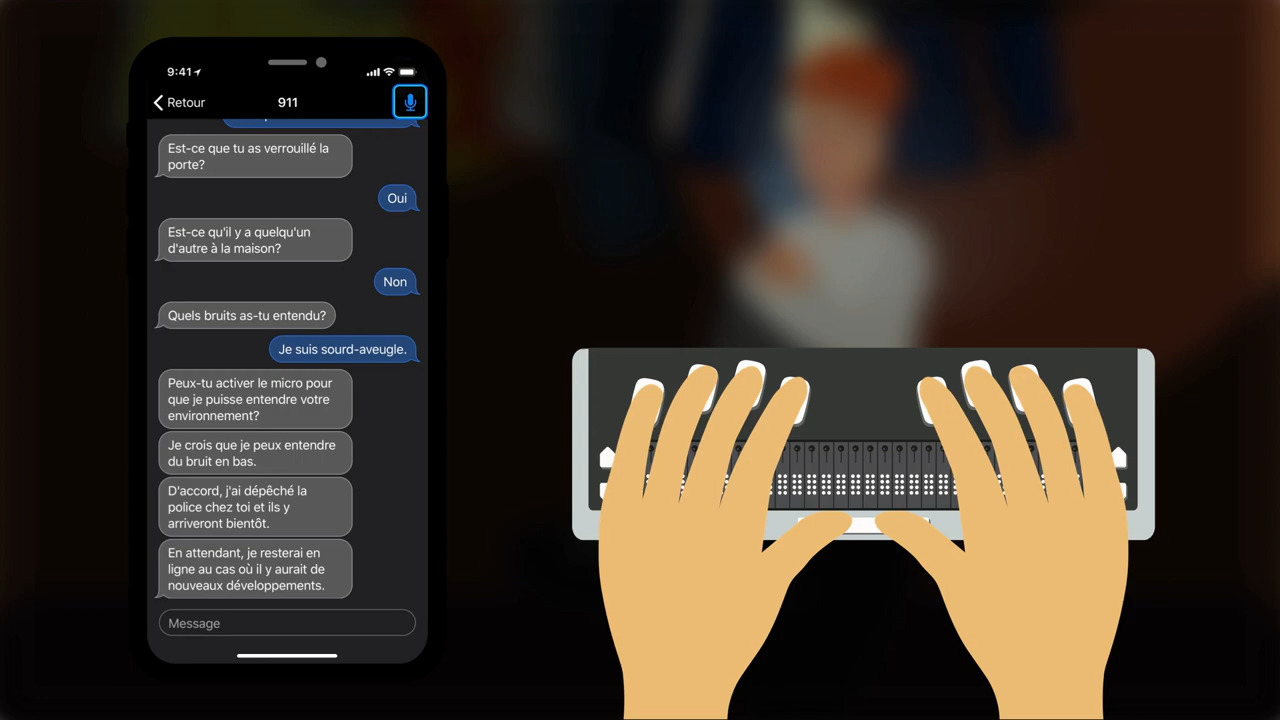 9:41
Retour
911
Est-ce que tu as verrouillé la
porte?
Oui
Est-ce qu'il y a quelqu'un
d'autre à la maison?
Non
Quels bruits as-tu entendu?
Je suis sourd-aveugle.
Peux-tu activer le micro pour
que je puisse entendre votre
environnement?
Je crois que je peux entendre
du bruit en bas.
D'accord, j'ai dépêché la
police chez toi et ils y
arriveront bientôt.
En attendant, je resterai en
ligne au cas où il y aurait de
nouveaux développements.
Message